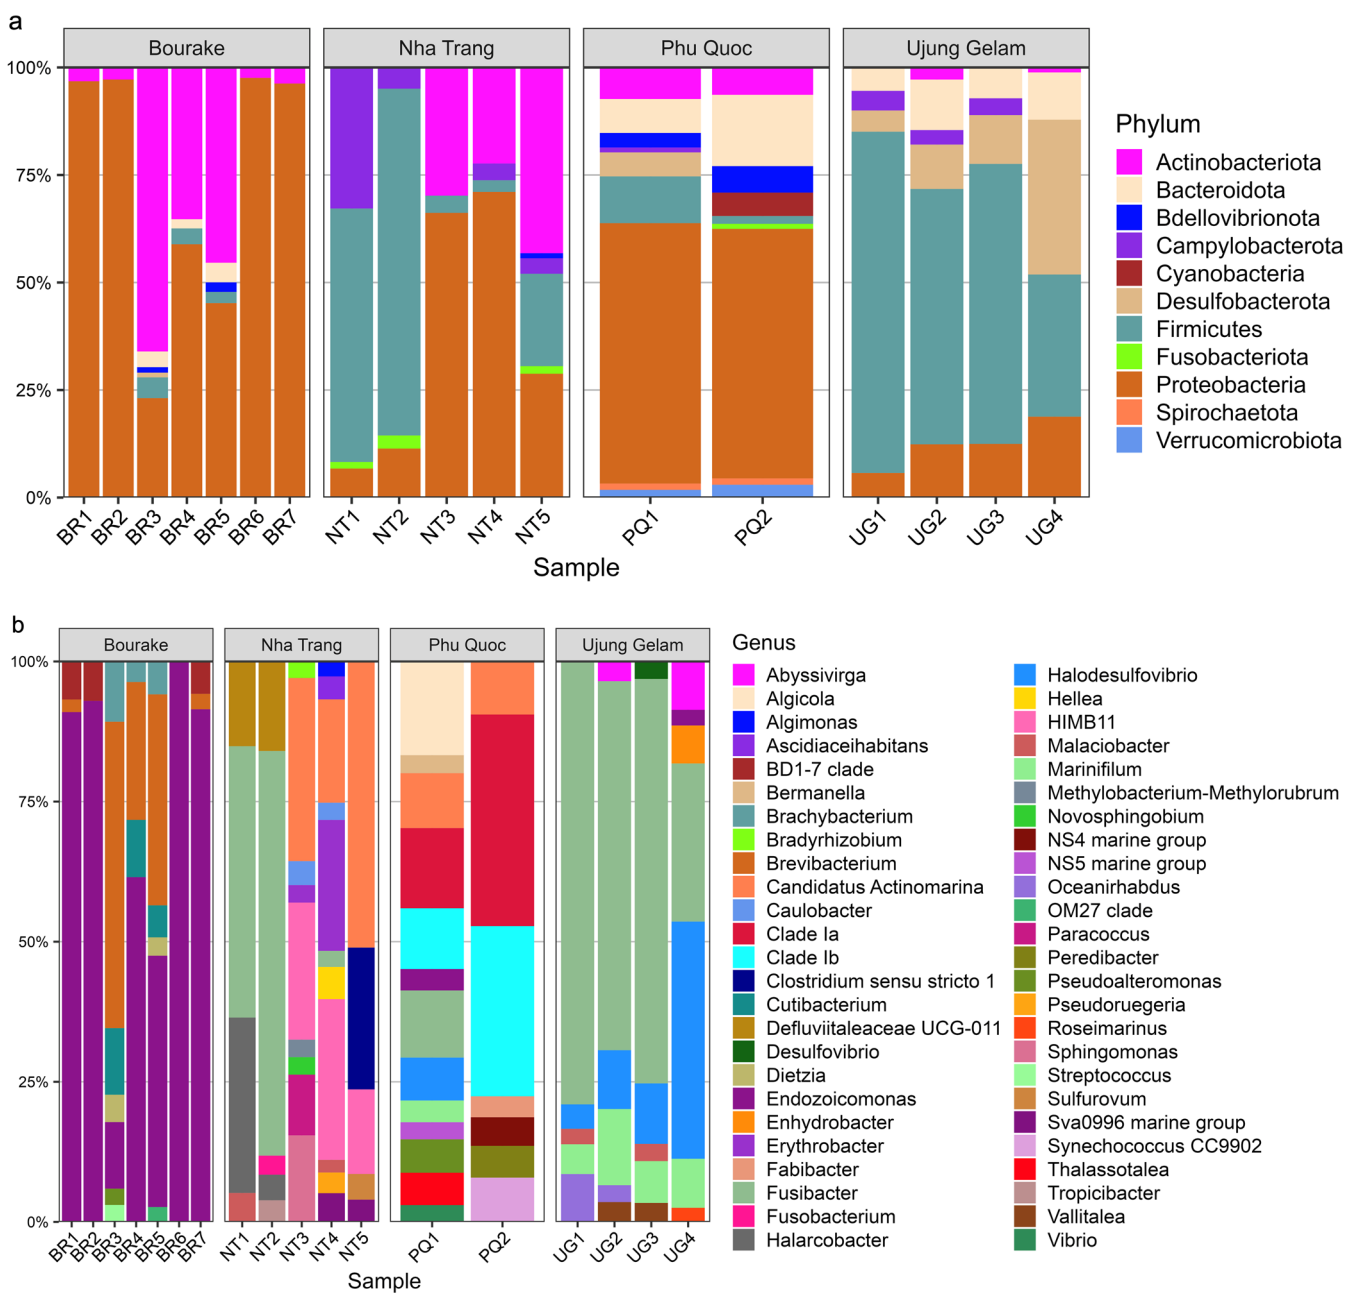 a
Bourake Nha Trang Phu Quoc Ujung Gelam
100%
75%
50%
25%
0%
BR1 BR2 BR3 BR4 BR5 BR6 BR7 NT1 NT2 NT3 NT4 NT5 PQ1 PQ2 UG1 UG2 UG3 UG4
Sample
Phylum
Actinobacteriota
Bacteroidota
Bdellovibrionota
Campylobacterota
Cyanobacteria
Desulfobacterota
Firmicutes
Fusobacteriota
Proteobacteria
Spirochaetota
Verrucomicrobiota
b
Bourake Nha Trang Phu Quoc Ujung Gelam
100%
75%
50%
25%
0%
BR1 BR2 BR3 BR4 BR5 BR6 BR7 NT1 NT2 NT3 NT4 NT5 PQ1 PQ2 UG1 UG2 UG3 UG4
Sample
Genus
Abyssivirga
Algicola
Algimonas
Ascidiaceihabitans
BD1-7 clade
Bermanella
Brachybacterium
Bradyrhizobium
Brevibacterium
Candidatus Actinomarina
Caulobacter
Clade Ia
Clade Ib
Clostridium sensu stricto 1
Cutibacterium
Defluviitaleaceae UCG-011
Desulfovibrio
Dietzia
Endozoicomonas
Enhydrobacter
Erythrobacter
Fabibacter
Fusibacter
Fusobacterium
Halarcobacter
Halodesulfovibrio
Hellea
HIMB11
Malaciobacter
Marinifilum
Methylobacterium-Methylorubrum
Novosphingobium
NS4 marine group
NS5 marine group
Oceanirhabdus
OM27 clade
Paracoccus
Peredibacter
Pseudoalteromonas
Pseudoruegeria
Roseimarinus
Sphingomonas
Streptococcus
Sulfurovum
Sva0996 marine group
Synechococcus CC9902
Thalassotalea
Tropicibacter
Vallitalea
Vibrio